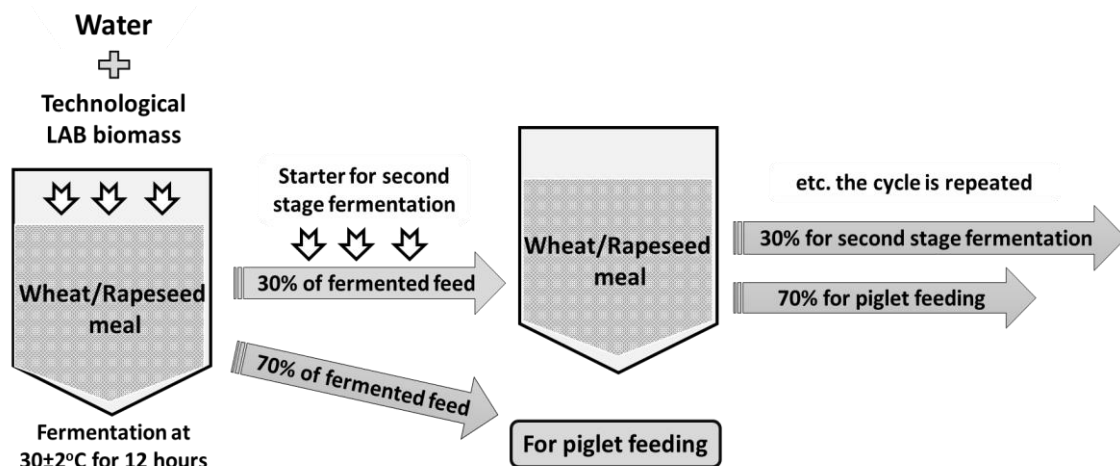 Water
Technological
LAB biomass
Wheat/Rapeseed
meal
Fermentation at
30±2°C for 12 hours
Starter for second
stage fermentation
30% of fermented feed
70% of fermented feed
Wheat/Rapeseed
meal
For piglet feeding
etc. the cycle is repeated
30% for second stage fermentation
70% for piglet feeding